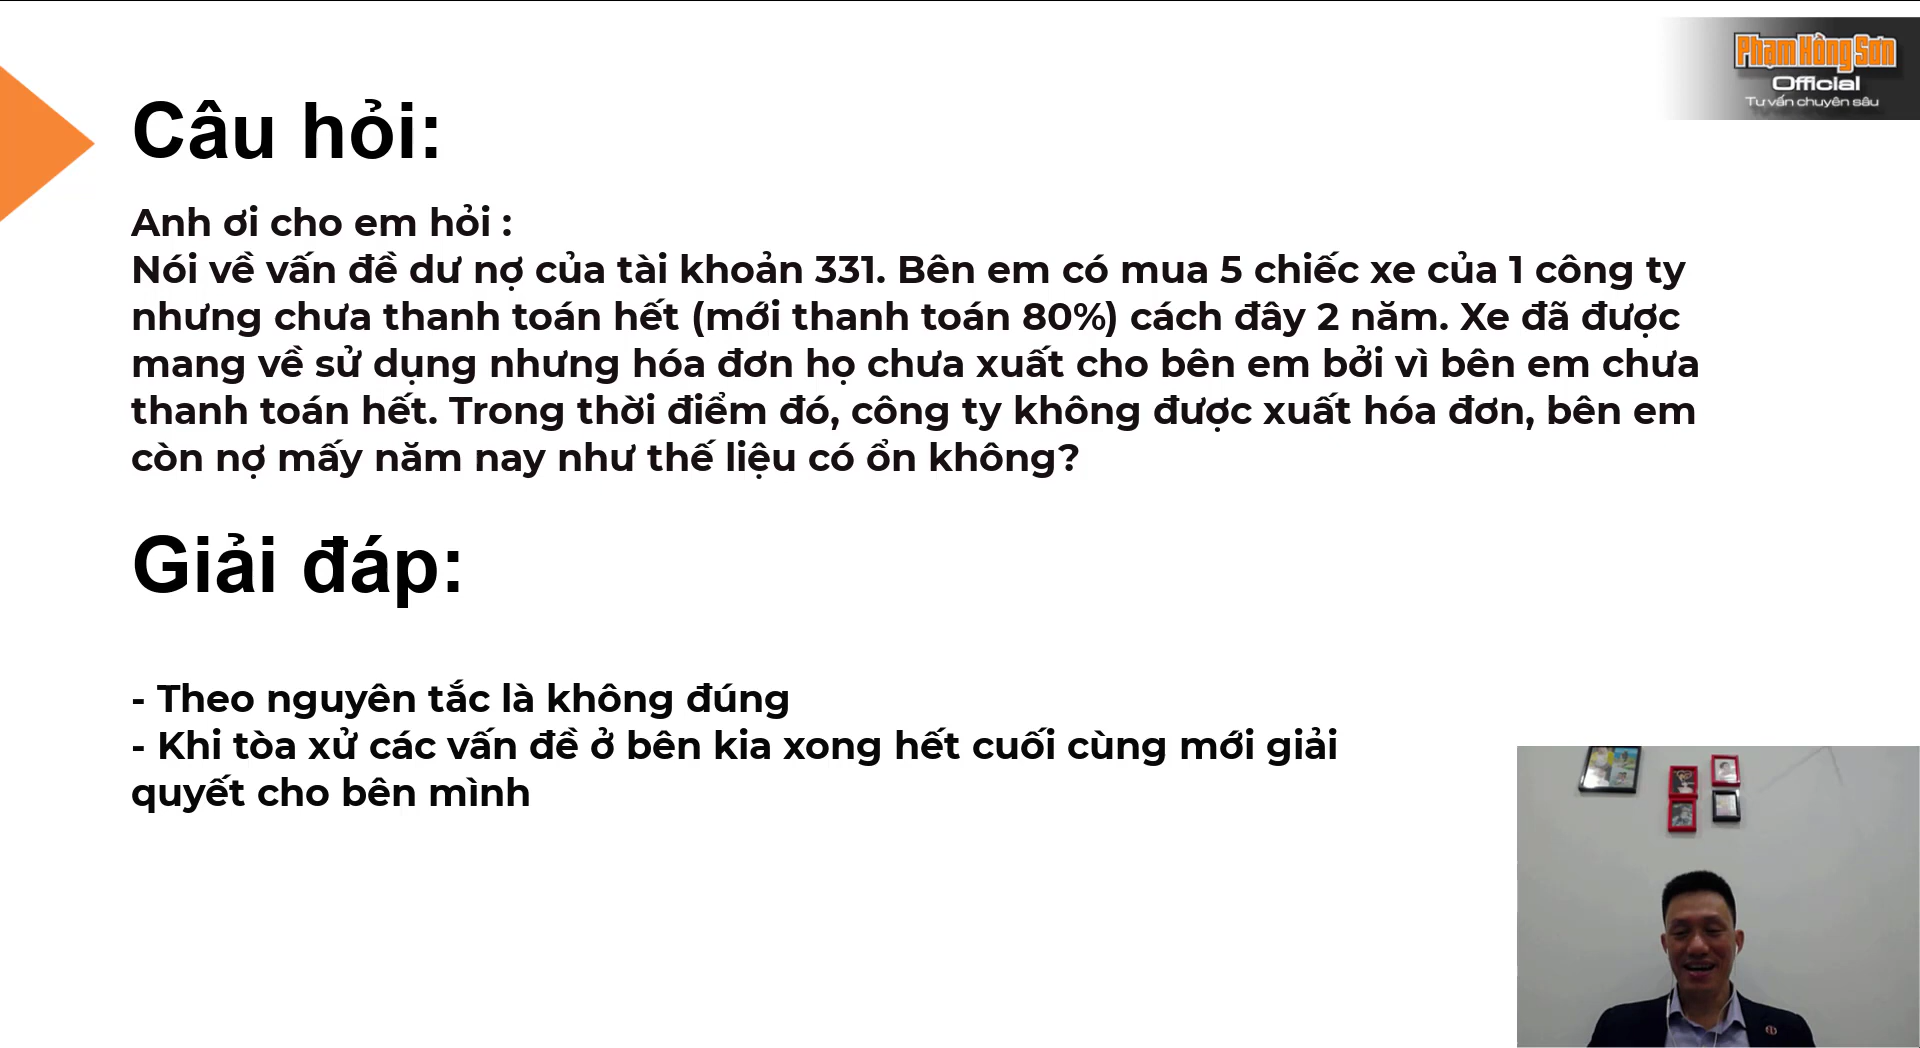 Phạm Hồng Sơn
Official
Tư vấn chuyên sâu
Câu hỏi:
Anh ơi cho em hỏi :
Nói về vấn đề dư nợ của tài khoản 331. Bên em có mua 5 chiếc xe của 1 công ty
nhưng chưa thanh toán hết (mới thanh toán 80%) cách đây 2 năm. Xe đã được
mang về sử dụng nhưng hóa đơn họ chưa xuất cho bên em bởi vì bên em chưa
thanh toán hết. Trong thời điểm đó, công ty không được xuất hóa đơn, bên em
còn nợ mấy năm nay như thế liệu có ổn không?
Giải đáp:
- Theo nguyên tắc là không đúng
- Khi tòa xử các vấn đề ở bên kia xong hết cuối cùng mới giải
quyết cho bên mình